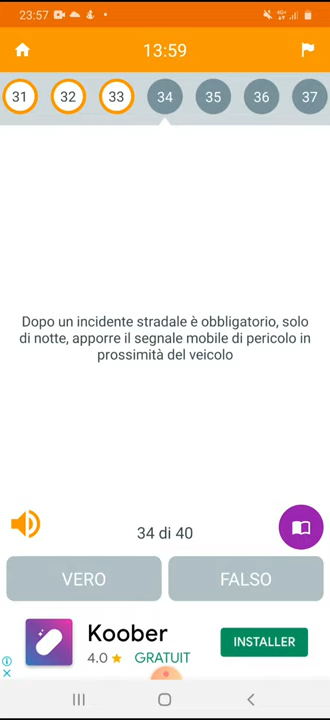 23:57
13:59
31 32 33 34 35 36 37
Dopo un incidente stradale è obbligatorio, solo
di notte, apporre il segnale mobile di pericolo in
prossimità del veicolo
34 di 40
VERO FALSO
Koober
4.0 GRATUIT
INSTALLER